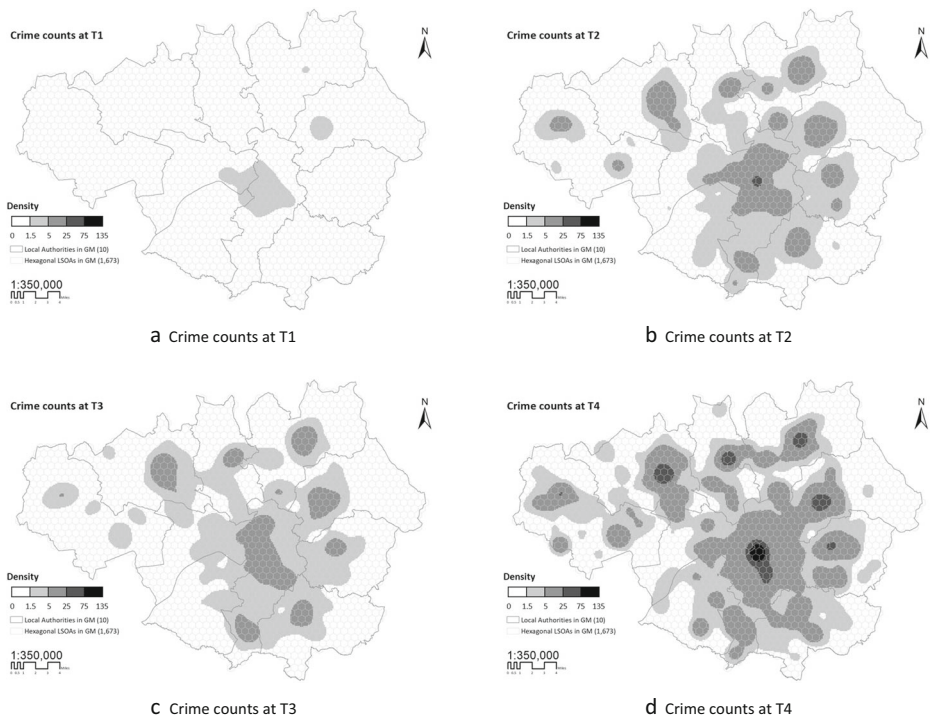 Crime counts at T1
N
Density
0 1.5 5 25 75 135
Local Authorities in GM (10)
Hexagonal LSOAs in GM (1,673)
1:350,000
a Crime counts at T1
Crime counts at T2
N
Density
0 1.5 5 25 75 135
Local Authorities in GM (10)
Hexagonal LSOAs in GM (1,673)
1:350,000
b Crime counts at T2
Crime counts at T3
N
Density
0 1.5 5 25 75 135
Local Authorities in GM (10)
Hexagonal LSOAs in GM (1,673)
1:350,000
c Crime counts at T3
Crime counts at T4
N
Density
0 1.5 5 25 75 135
Local Authorities in GM (10)
Hexagonal LSOAs in GM (1,673)
1:350,000
d Crime counts at T4